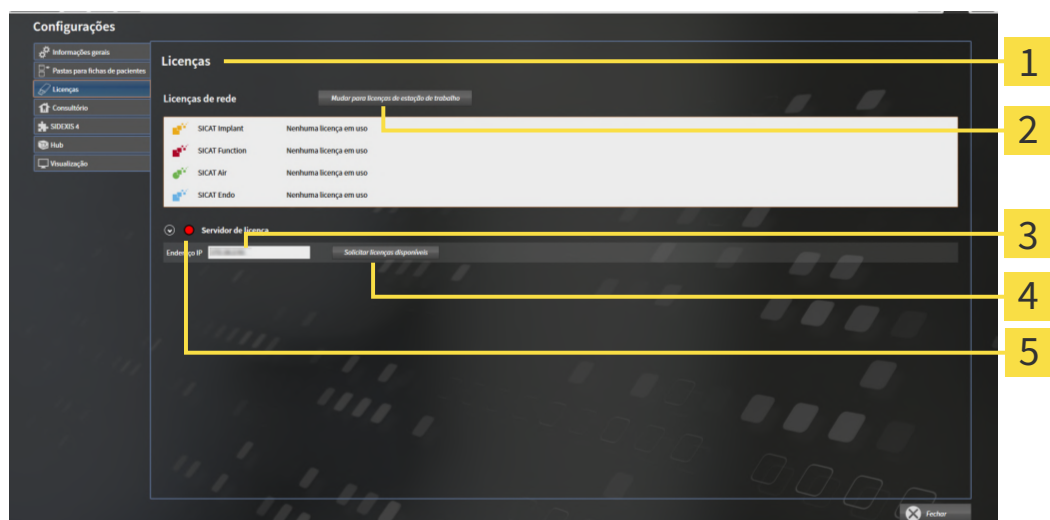 Configurações
Informações gerais
Pastas para fichas de pacientes
Licenças
Consultório
SIDEXIS 4
Hub
Visualização
Licenças
Licenças de rede
Mudar para licenças de estação de trabalho
SICAT Implant Nenhuma licença em uso
SICAT Function Nenhuma licença em uso
SICAT Air Nenhuma licença em uso
SICAT Endo Nenhuma licença em uso
Servidor de licença
Endereço IP
Solicitar licenças disponíveis
Fechar
1
2
3
4
5